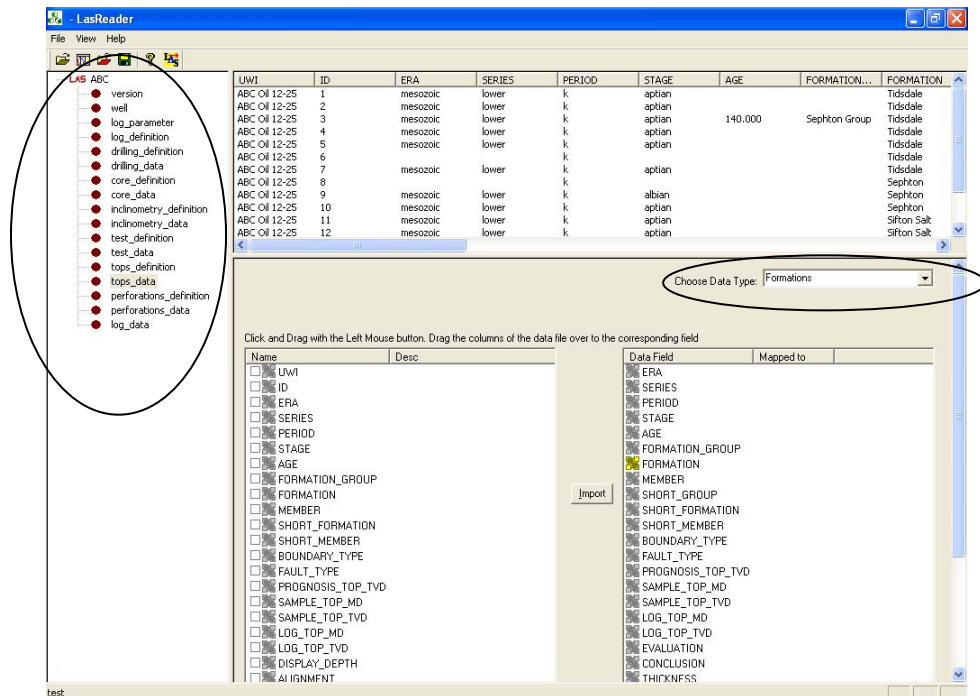 - LasReader
File View Help
LAS ABC
version
well
log_parameter
log_definition
drilling_definition
drilling_data
core_definition
core_data
inclinometry_definition
inclinometry_data
test_definition
test_data
tops_definition
tops_data
perforations_definition
perforations_data
log_data
UWI ID ERA SERIES PERIOD STAGE AGE FORMATION... FORMATION
ABC Oil 12-25 1 mesozoic lower k aptian Tidsdale
ABC Oil 12-25 2 mesozoic lower k aptian Tidsdale
ABC Oil 12-25 3 mesozoic lower k aptian 140.000 Sephton Group Tidsdale
ABC Oil 12-25 4 mesozoic lower k aptian Tidsdale
ABC Oil 12-25 5 mesozoic lower k aptian Tidsdale
ABC Oil 12-25 6 k Tidsdale
ABC Oil 12-25 7 mesozoic lower k aptian Tidsdale
ABC Oil 12-25 8 k Sephton
ABC Oil 12-25 9 mesozoic lower k albian Sephton
ABC Oil 12-25 10 mesozoic lower k aptian Sephton
ABC Oil 12-25 11 mesozoic lower k aptian Sifton Salt
ABC Oil 12-25 12 mesozoic lower k aptian Sifton Salt
Choose Data Type: Formations
Click and Drag with the Left Mouse button. Drag the columns of the data file over to the corresponding field
Name Desc
UWI
ID
ERA
SERIES
PERIOD
STAGE
AGE
FORMATION_GROUP
FORMATION
MEMBER
SHORT_FORMATION
SHORT_MEMBER
BOUNDARY_TYPE
FAULT_TYPE
PROGNOSIS_TOP_TVD
SAMPLE_TOP_MD
SAMPLE_TOP_TVD
LOG_TOP_MD
LOG_TOP_TVD
DISPLAY_DEPTH
ALIGNMENT
Import
Data Field Mapped to
ERA
SERIES
PERIOD
STAGE
AGE
FORMATION_GROUP
FORMATION
MEMBER
SHORT_GROUP
SHORT_FORMATION
SHORT_MEMBER
BOUNDARY_TYPE
FAULT_TYPE
PROGNOSIS_TOP_TVD
SAMPLE_TOP_MD
SAMPLE_TOP_TVD
LOG_TOP_MD
LOG_TOP_TVD
EVALUATION
CONCLUSION
THICKNESS
test